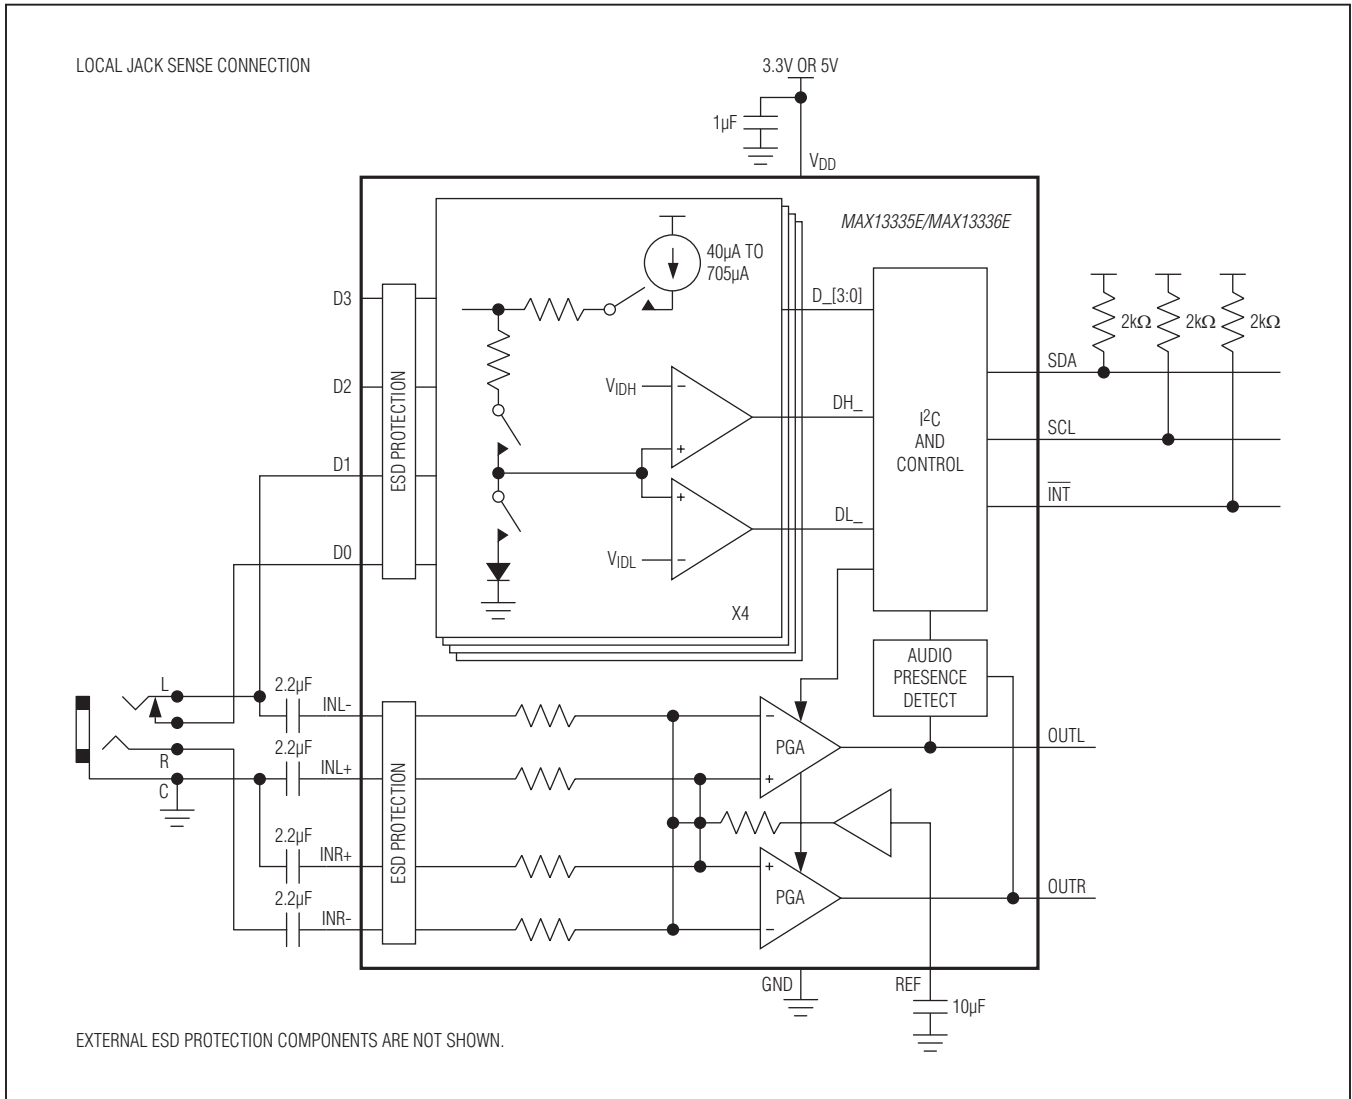 LOCAL JACK SENSE CONNECTION
3.3V OR 5V
1µF
VDD
MAX13335E/MAX13336E
40µA TO
705µA
D3
D_[3:0]
2kΩ
2kΩ
2kΩ
SDA
D2
VIDH
−
DH_
I2C
AND
CONTROL
ESD PROTECTION
SCL
+
D1
+
INT
DL_
D0
VIDL
−
X4
AUDIO
PRESENCE
DETECT
L
2.2µF
INL-
−
PGA
OUTL
R
2.2µF
INL+
+
C
ESD PROTECTION
2.2µF
INR+
+
2.2µF
INR-
PGA
OUTR
−
GND
REF
10µF
EXTERNAL ESD PROTECTION COMPONENTS ARE NOT SHOWN.